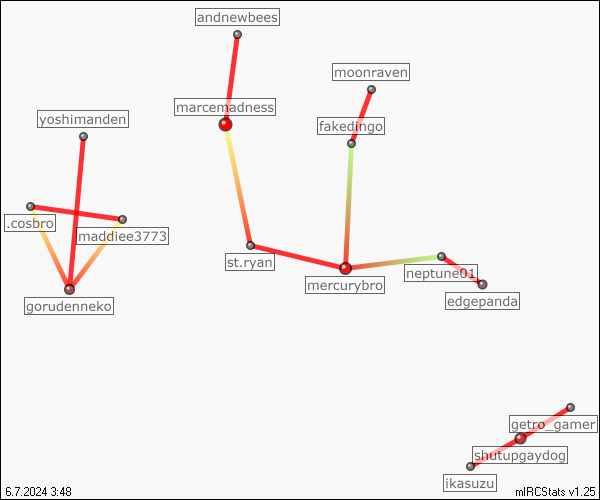 andnewbees
moonraven
marcemadness
yoshimanden
fakedingo
.cosbro
maddiee3773
st.ryan
neptune01
mercurybro
edgepanda
gorudenneko
getro_gamer
shutupgaydog
ikasuzu
6.7.2024 3:48
mIRCStats v1.25